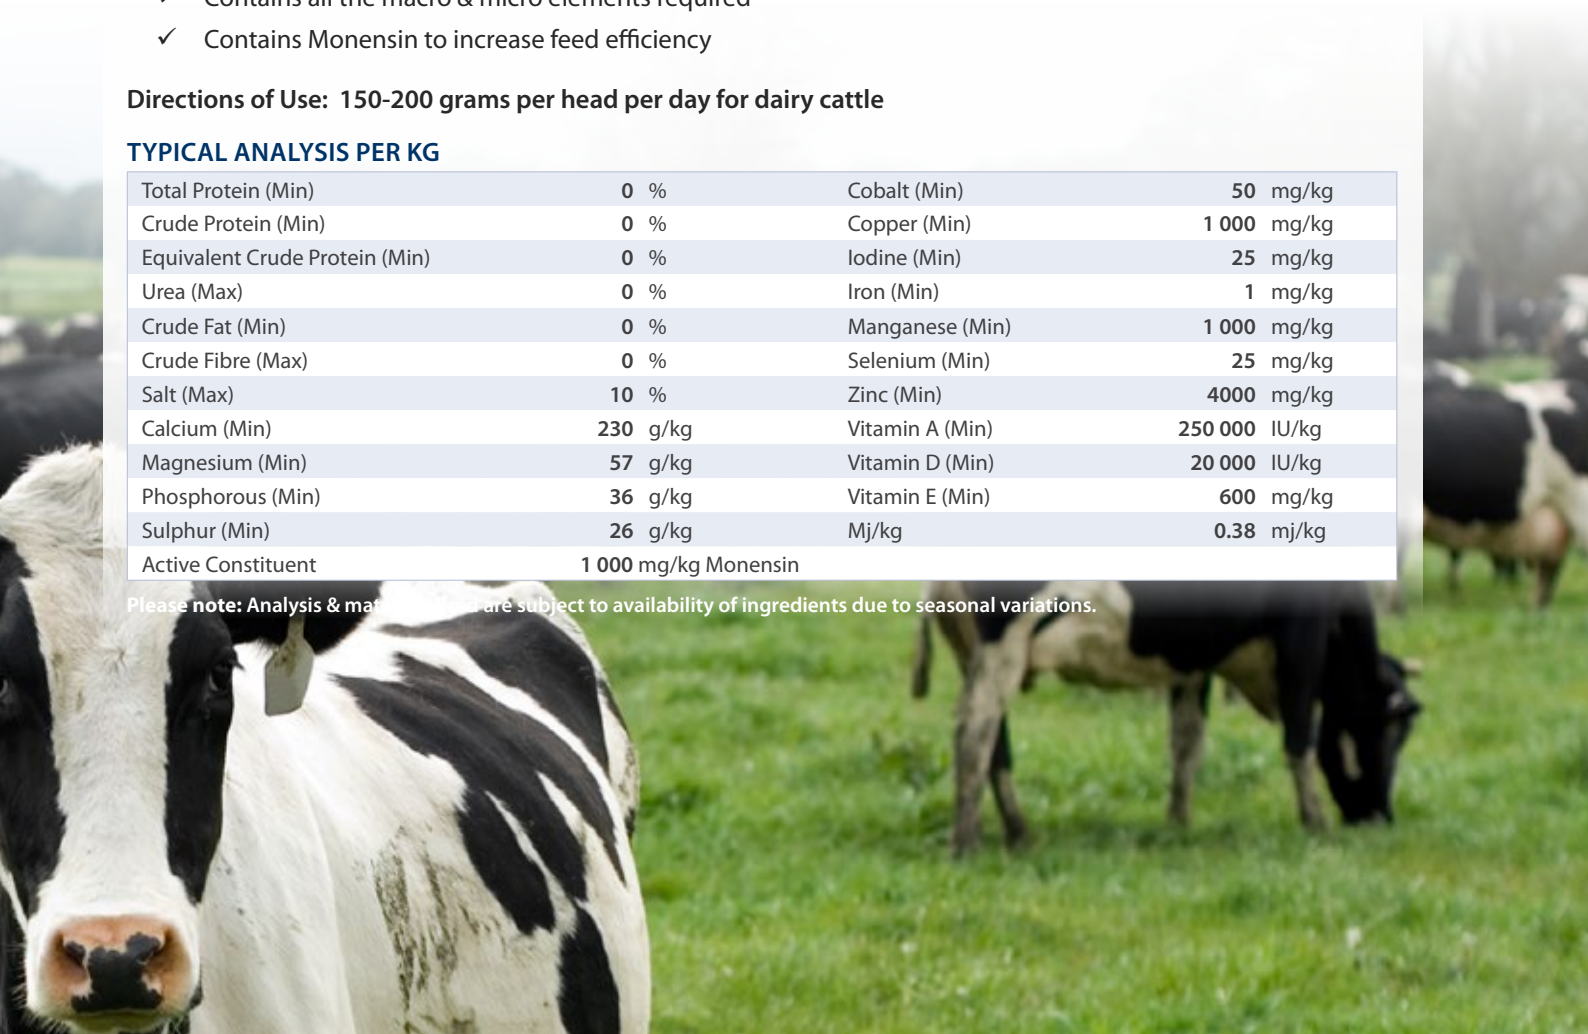 Contains all the macro & micro elements required
✓ Contains Monensin to increase feed efficiency
Directions of Use: 150-200 grams per head per day for dairy cattle
TYPICAL ANALYSIS PER KG
Total Protein (Min) 0 % Cobalt (Min) 50 mg/kg
Crude Protein (Min) 0 % Copper (Min) 1 000 mg/kg
Equivalent Crude Protein (Min) 0 % Iodine (Min) 25 mg/kg
Urea (Max) 0 % Iron (Min) 1 mg/kg
Crude Fat (Min) 0 % Manganese (Min) 1 000 mg/kg
Crude Fibre (Max) 0 % Selenium (Min) 25 mg/kg
Salt (Max) 10 % Zinc (Min) 4000 mg/kg
Calcium (Min) 230 g/kg Vitamin A (Min) 250 000 IU/kg
Magnesium (Min) 57 g/kg Vitamin D (Min) 20 000 IU/kg
Phosphorous (Min) 36 g/kg Vitamin E (Min) 600 mg/kg
Sulphur (Min) 26 g/kg Mj/kg 0.38 mj/kg
Active Constituent 1 000 mg/kg Monensin
Please note: Analysis & are subject to availability of ingredients due to seasonal variations.